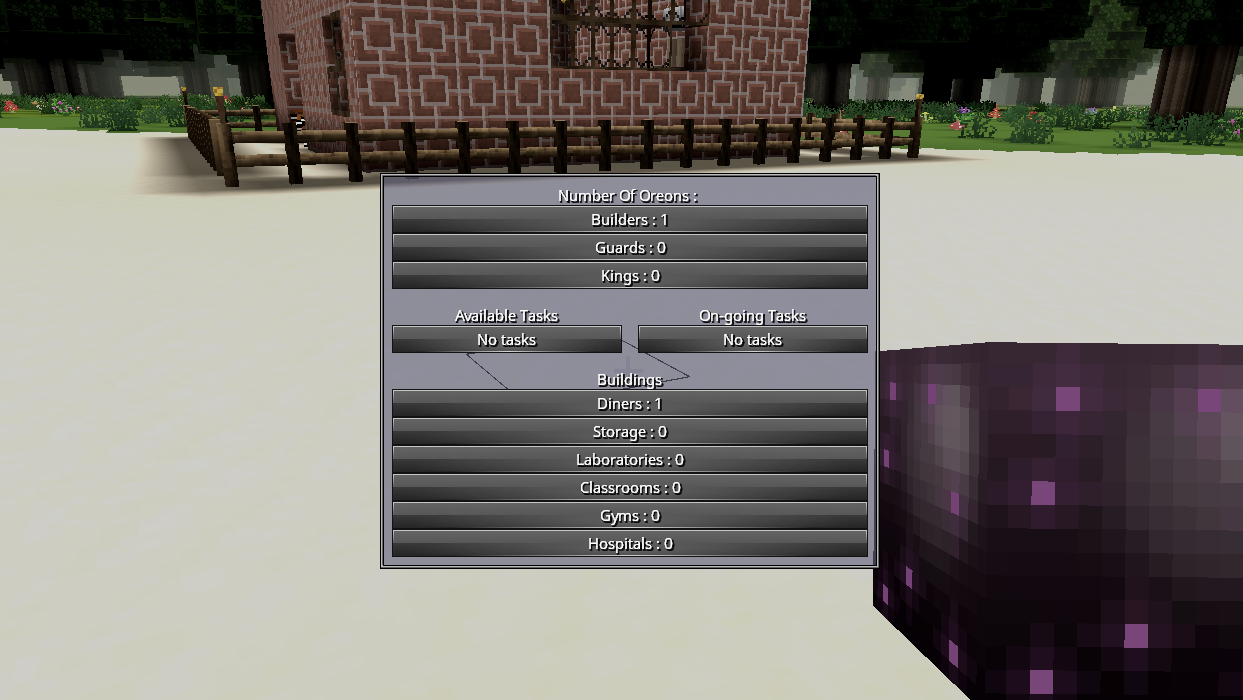 Number Of Oreons :
Builders : 1
Guards : 0
Kings : 0
Available Tasks
On-going Tasks
No tasks
No tasks
Buildings
Diners : 1
Storage : 0
Laboratories : 0
Classrooms : 0
Gyms : 0
Hospitals : 0